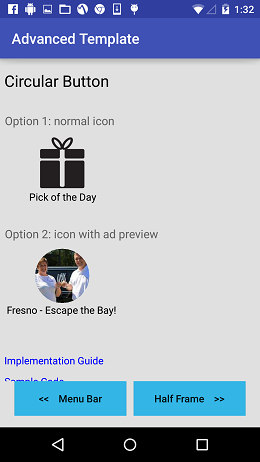 1:32
Advanced Template
Circular Button
Option 1: normal icon
Pick of the Day
Option 2: icon with ad preview
Fresno - Escape the Bay!
Implementation Guide
Sample Code
<< Menu Bar
Half Frame >>